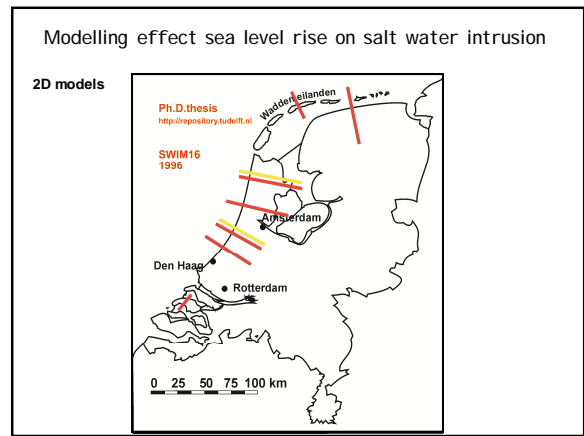 Modelling effect sea level rise on salt water intrusion
2D models
Ph.D.thesis
http://repository.tudelft.nl
SWIM16
1996
Waddeneilanden
Amsterdam
Den Haag
Rotterdam
0 25 50 75 100 km